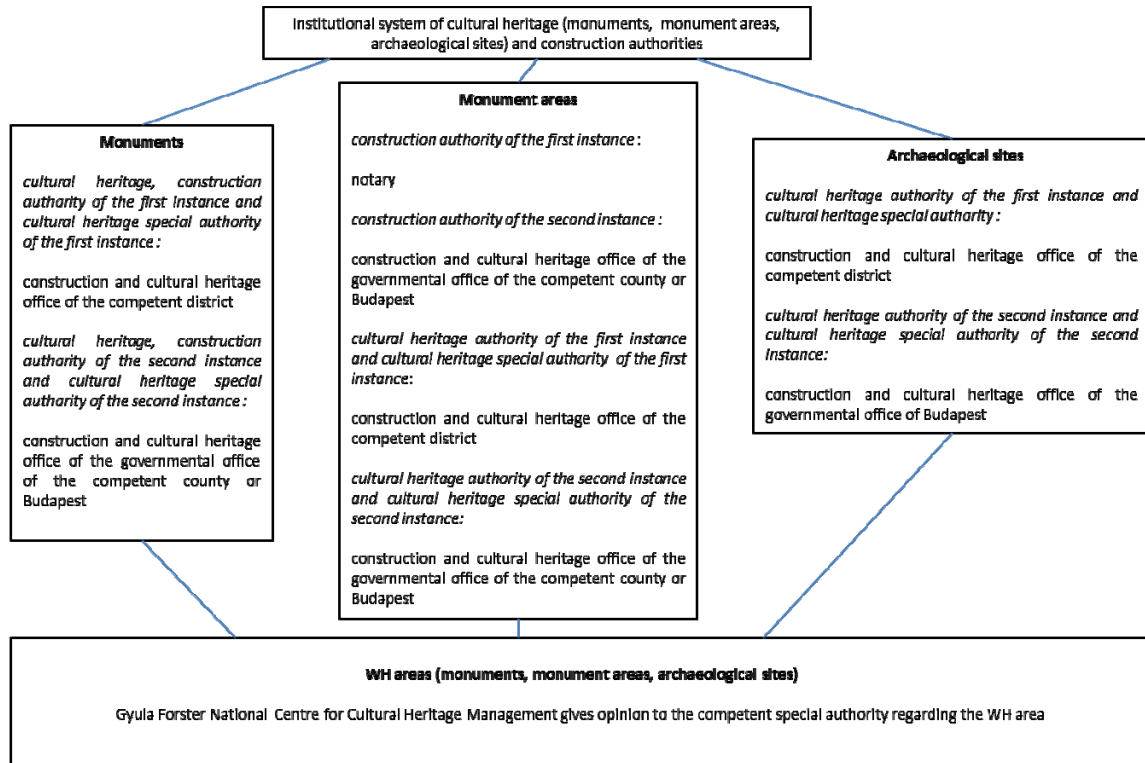 Institutional system of cultural heritage (monuments, monument areas,
archaeological sites) and construction authorities
Monuments
cultural heritage, construction
authority of the first instance and
cultural heritage special authority
of the first instance :
construction and cultural heritage
office of the competent district
cultural heritage, construction
authority of the second instance
and cultural heritage special
authority of the second instance :
construction and cultural heritage
office of the governmental office
of the competent county or
Budapest
Monument areas
construction authority of the first instance :
notary
construction authority of the second instance :
construction and cultural heritage office of the
governmental office of the competent county or
Budapest
cultural heritage authority of the first instance
and cultural heritage special authority of the first
instance:
construction and cultural heritage office of the
competent district
cultural heritage authority of the second instance
and cultural heritage special authority of the
second instance:
construction and cultural heritage office of the
governmental office of the competent county or
Budapest
Archaeological sites
cultural heritage authority of the first instance and
cultural heritage special authority :
construction and cultural heritage office of the
competent district
cultural heritage authority of the second instance and
cultural heritage special authority of the second
instance:
construction and cultural heritage office of the
governmental office of Budapest
WH areas (monuments, monument areas, archaeological sites)
Gyula Forster National Centre for Cultural Heritage Management gives opinion to the competent special authority regarding the WH area